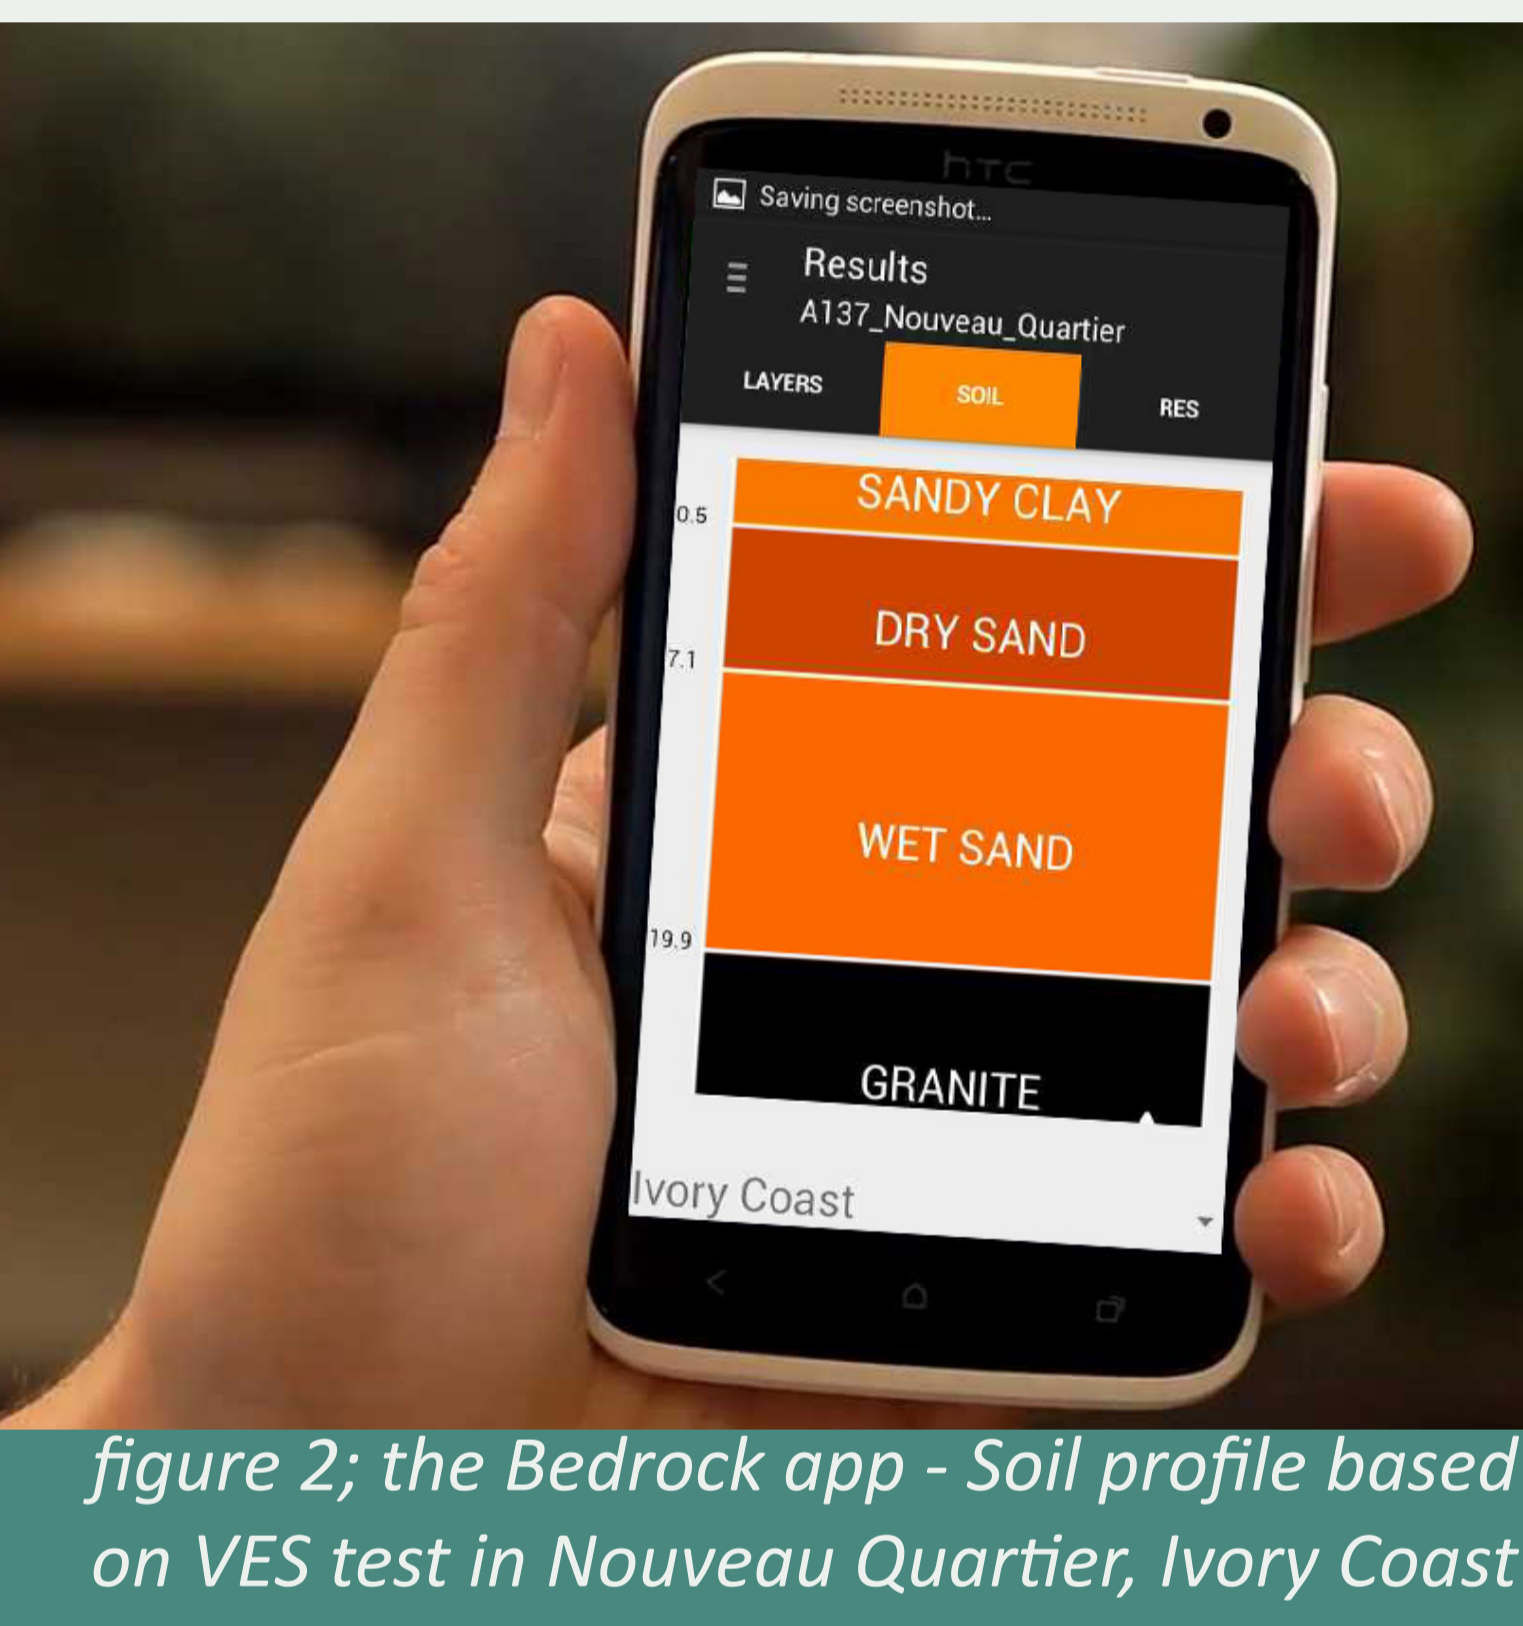 hTC
Saving screenshot...
Results
A137_Nouveau_Quartier
LAYERS SOIL RES
SANDY CLAY
0.5
DRY SAND
7.1
WET SAND
19.9
GRANITE
Ivory Coast
figure 2; the Bedrock app - Soil profile based
on VES test in Nouveau Quartier, Ivory Coast